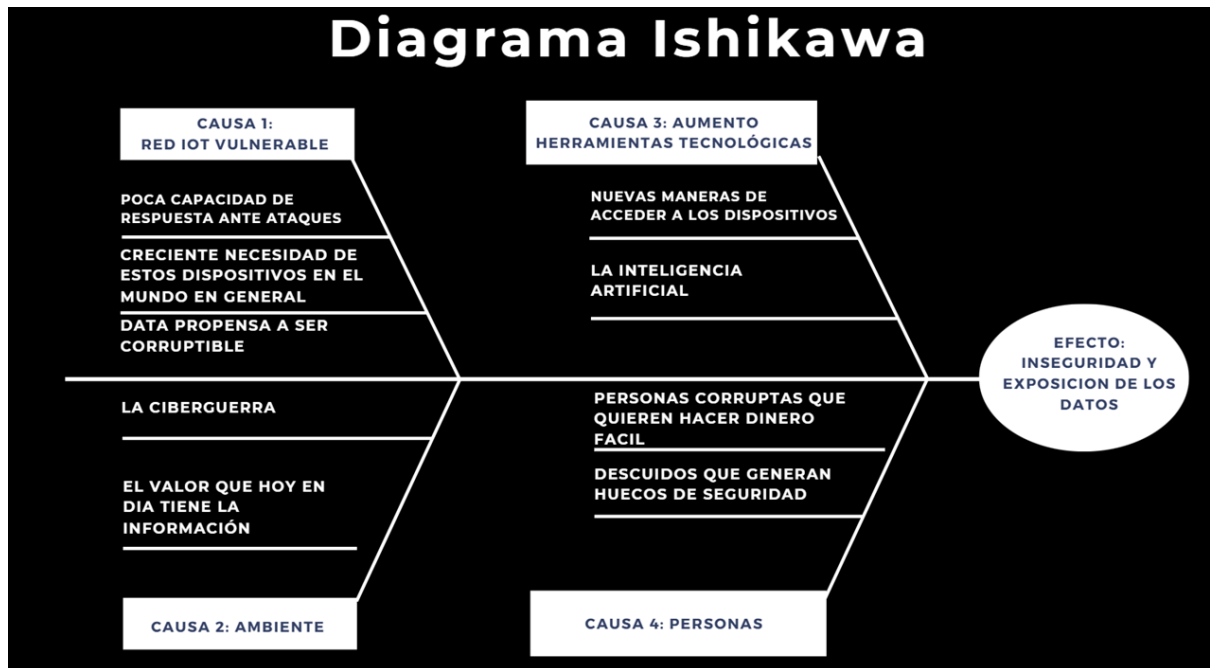 Diagrama Ishikawa
CAUSA 1:
RED IOT VULNERABLE
POCA CAPACIDAD DE
RESPUESTA ANTE ATAQUES
CRECIENTE NECESIDAD DE
ESTOS DISPOSITIVOS EN EL
MUNDO EN GENERAL
DATA PROPENSA A SER
CORRUPTIBLE
CAUSA 3: AUMENTO
HERRAMIENTAS TECNOLÓGICAS
NUEVAS MANERAS DE
ACCEDER A LOS DISPOSITIVOS
LA INTELIGENCIA
ARTIFICIAL
EFECTO:
INSEGURIDAD Y
EXPOSICION DE LOS
DATOS
LA CIBERGUERRA
EL VALOR QUE HOY EN
DIA TIENE LA
INFORMACIÓN
CAUSA 2: AMBIENTE
PERSONAS CORRUPTAS QUE
QUIEREN HACER DINERO
FACIL
DESCUIDOS QUE GENERAN
HUECOS DE SEGURIDAD
CAUSA 4: PERSONAS